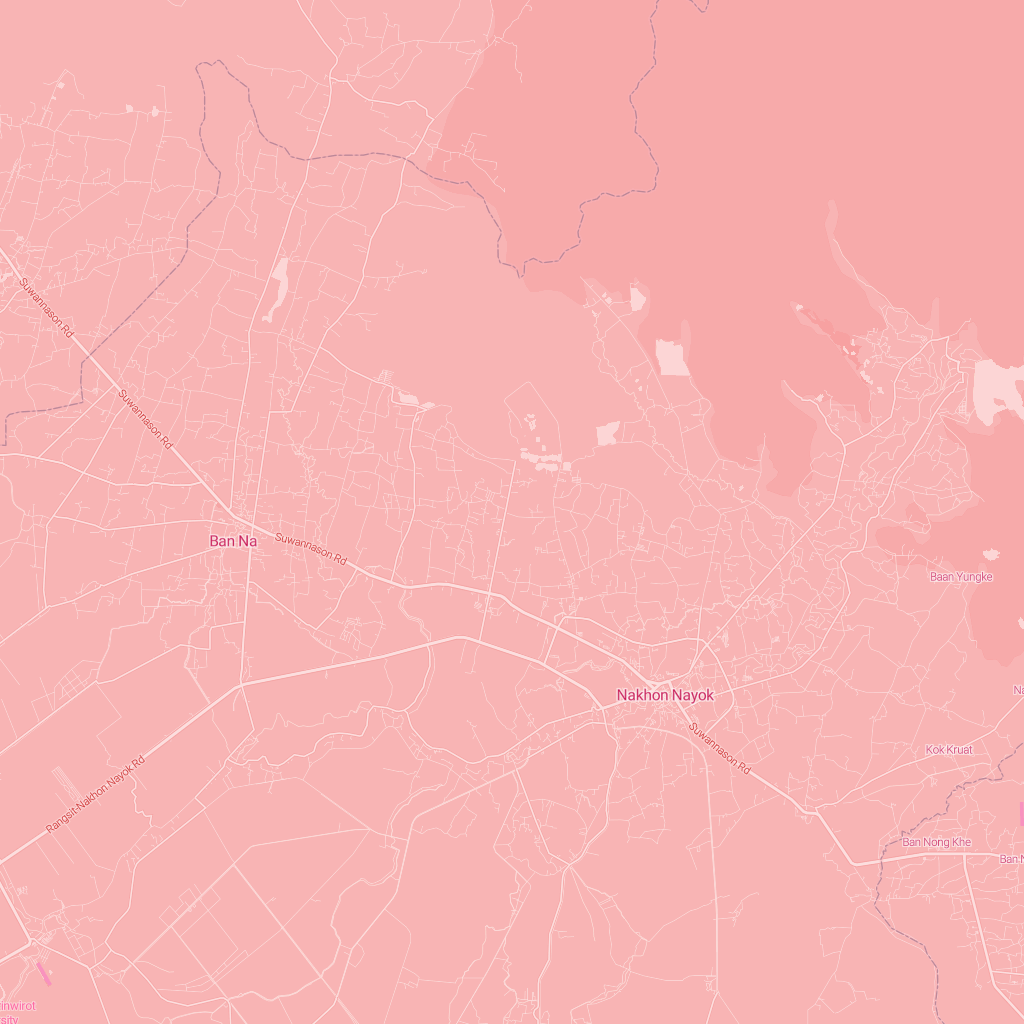 Suwannason Rd
Suwannason Rd
Ban Na
Suwannason Rd
Baan Yungke
Nakhon Nayok
Suwannason Rd
Kok Kruat
Rangsit-Nakhon Nayok Rd
Ban Nong Khe